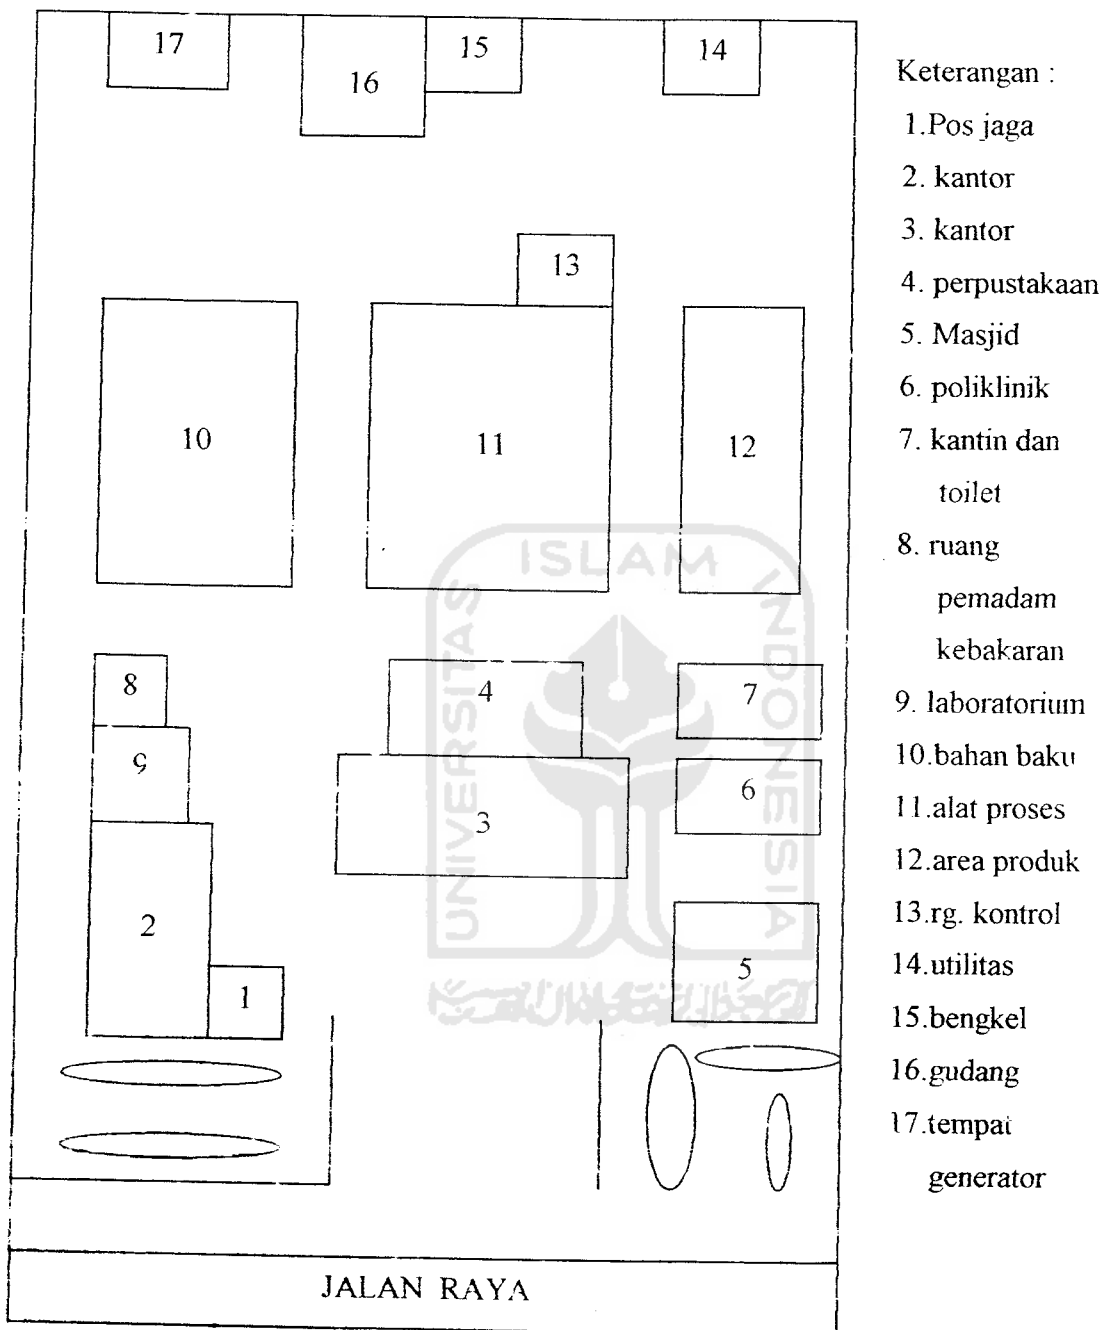 17
16
15
14
Keterangan :
1.Pos jaga
2. kantor
3. kantor
4. perpustakaan
5. Masjid
6. poliklinik
7. kantin dan
toilet
8. ruang
pemadam
kebakaran
9. laboratorium
10.bahan baku
11.alat proses
12.area produk
13.rg. kontrol
14.utilitas
15.bengkel
16.gudang
17.tempat
generator
13
10
11
12
8
4
7
9
3
6
2
1
5
UNIVERSITAS
ISLAM
INDONESIA
JALAN RAYA